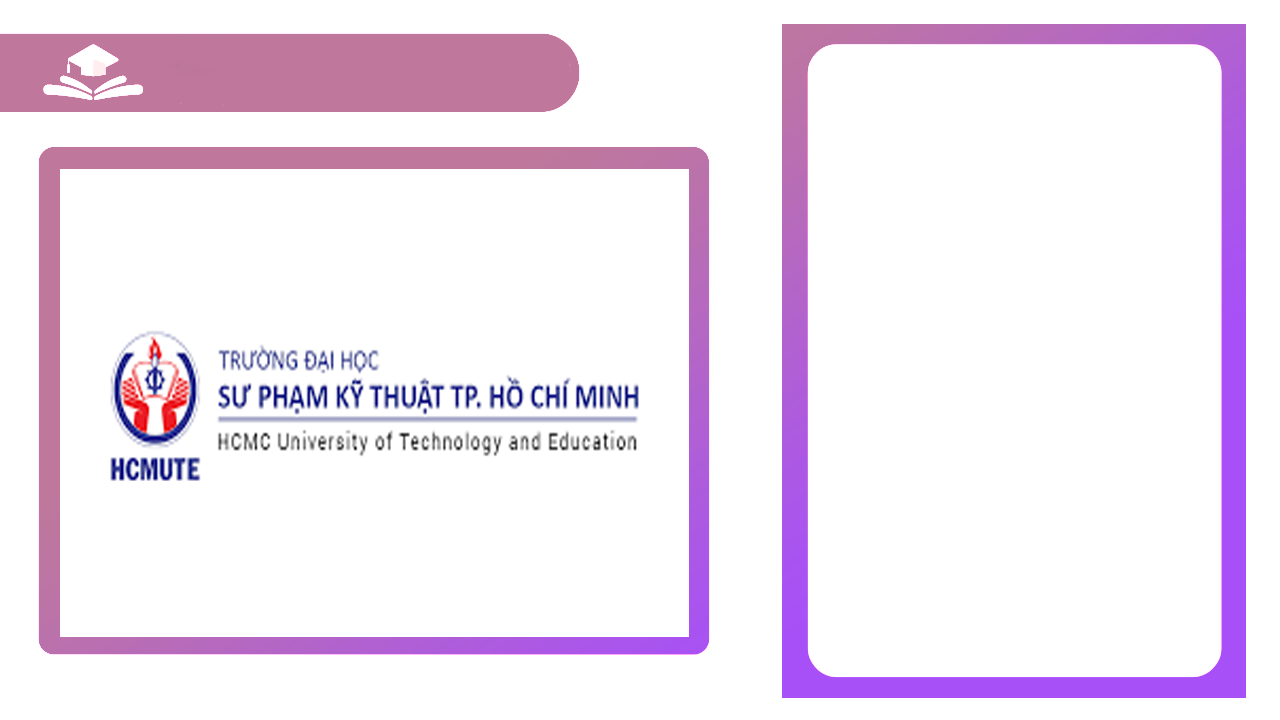 TRƯỜNG ĐẠI HỌC
SƯ PHẠM KỸ THUẬT TP. HỒ CHÍ MINH
HCMC University of Technology and Education
HCMUTE